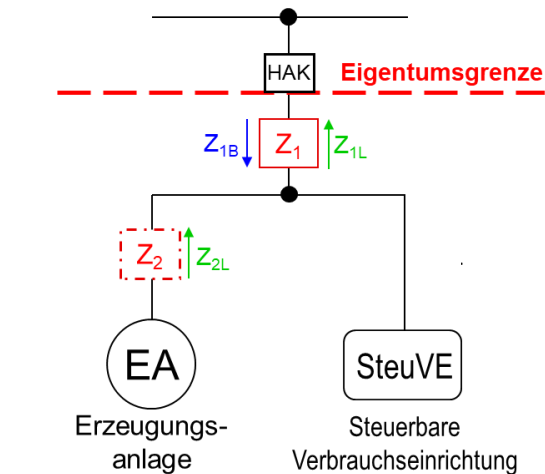 HAK
Eigentumsgrenze
Z1B
Z1
Z1L
Z2
Z2L
EA
SteuVE
Erzeugungs-
anlage
Steuerbare
Verbrauchseinrichtung